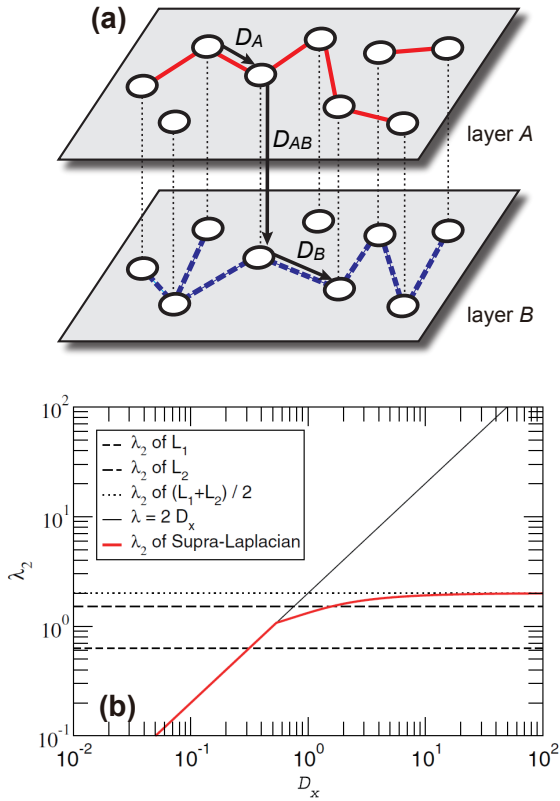 (a)
D_A
D_AB
layer A
D_B
layer B
10^2
λ_2 of L_1
λ_2 of L_2
λ_2 of (L_1+L_2) / 2
λ = 2 D_x
λ_2 of Supra-Laplacian
10^1
λ_2
10^0
(b)
10^-1
10^-2 10^-1 10^0 10^1 10^2
D_x